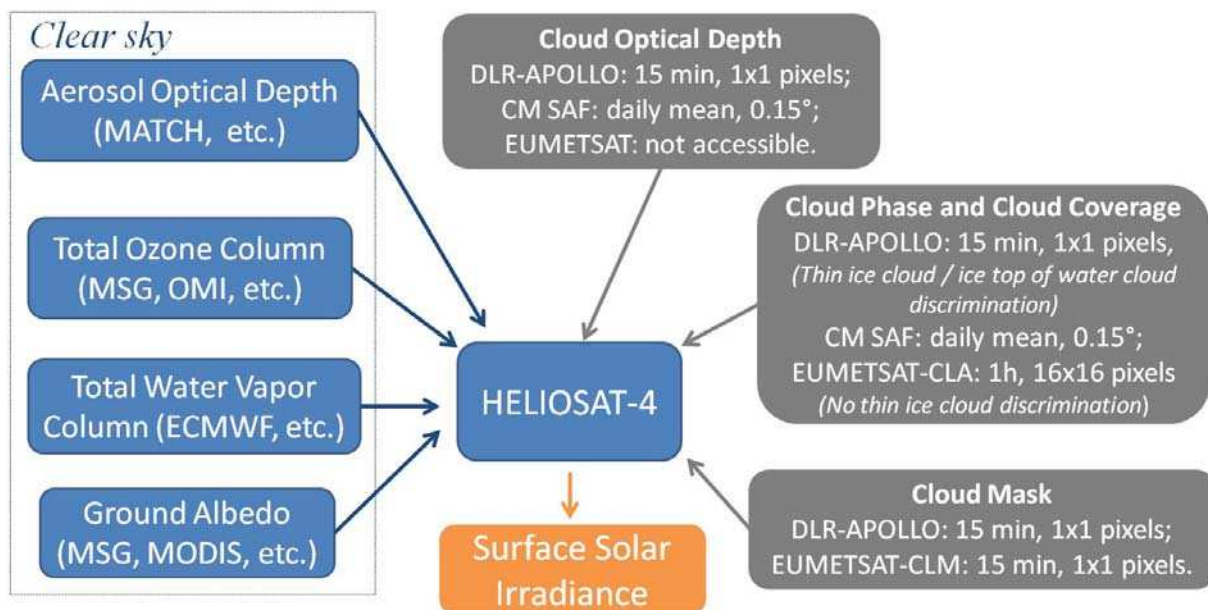 Clear sky
Aerosol Optical Depth
(MATCH, etc.)
Total Ozone Column
(MSG, OMI, etc.)
Total Water Vapor
Column (ECMWF, etc.)
Ground Albedo
(MSG, MODIS, etc.)
Cloud Optical Depth
DLR-APOLLO: 15 min, 1x1 pixels;
CM SAF: daily mean, 0.15°;
EUMETSAT: not accessible.
Cloud Phase and Cloud Coverage
DLR-APOLLO: 15 min, 1x1 pixels,
(Thin ice cloud / ice top of water cloud
discrimination)
CM SAF: daily mean, 0.15°;
EUMETSAT-CLA: 1h, 16x16 pixels
(No thin ice cloud discrimination)
HELIOSAT-4
Cloud Mask
DLR-APOLLO: 15 min, 1x1 pixels;
EUMETSAT-CLM: 15 min, 1x1 pixels.
Surface Solar
Irradiance